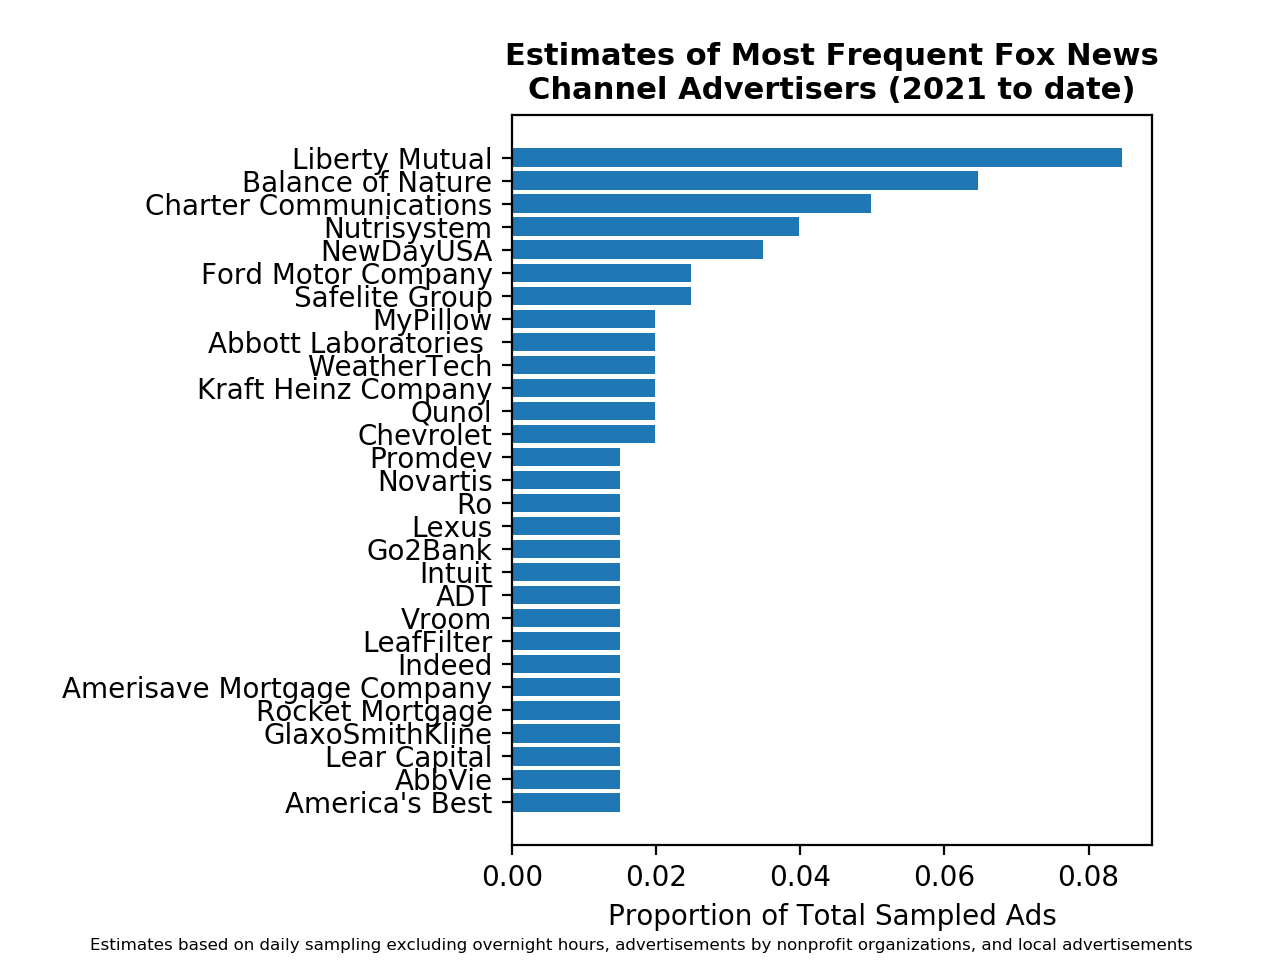 Estimates of Most Frequent Fox News
Channel Advertisers (2021 to date)
Liberty Mutual
Balance of Nature
Charter Communications
Nutrisystem
NewDayUSA
Ford Motor Company
Safelite Group
MyPillow
Abbott Laboratories
WeatherTech
Kraft Heinz Company
Qunol
Chevrolet
Promdev
Novartis
Ro
Lexus
Go2Bank
Intuit
ADT
Vroom
LeafFilter
Indeed
Amerisave Mortgage Company
Rocket Mortgage
GlaxoSmithKline
Lear Capital
AbbVie
America's Best
0.00 0.02 0.04 0.06 0.08
Proportion of Total Sampled Ads
Estimates based on daily sampling excluding overnight hours, advertisements by nonprofit organizations, and local advertisements